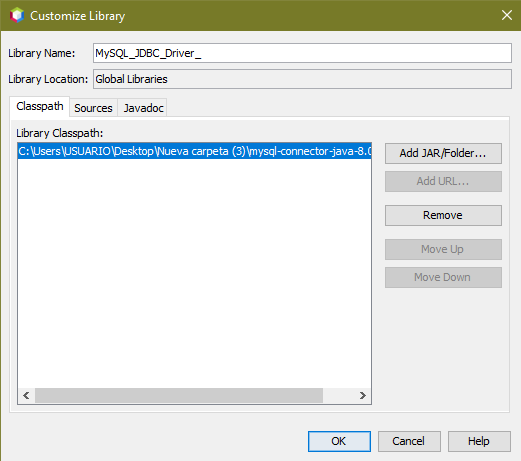 Customize Library
Library Name: MySQL_JDBC_Driver_
Library Location: Global Libraries
Classpath Sources Javadoc
Library Classpath:
C:\Users\USUARIO\Desktop\Nueva carpeta (3)\mysql-connector-java-8.0
Add JAR/Folder...
Add URL...
Remove
Move Up
Move Down
OK Cancel Help